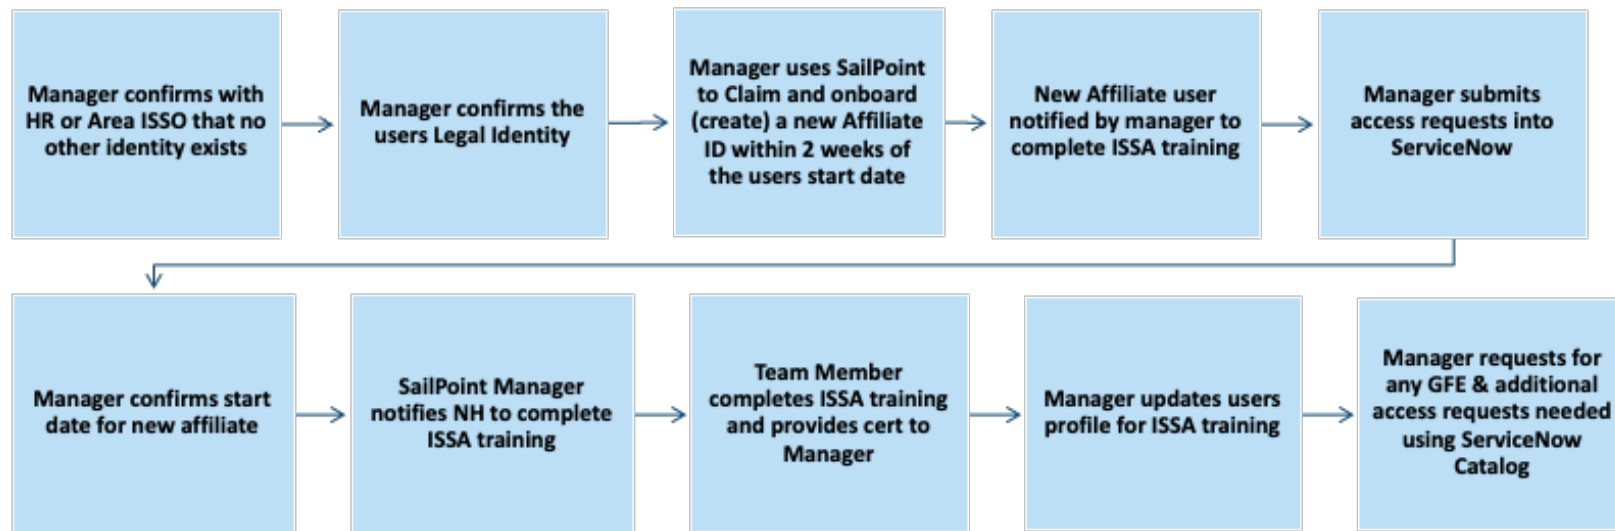 Manager confirms with
HR or Area ISSO that no
other identity exists
Manager confirms the
users Legal Identity
Manager uses SailPoint
to Claim and onboard
(create) a new Affiliate
ID within 2 weeks of
the users start date
New Affiliate user
notified by manager to
complete ISSA training
Manager submits
access requests into
ServiceNow
Manager confirms start
date for new affiliate
SailPoint Manager
notifies NH to complete
ISSA training
Team Member
completes ISSA training
and provides cert to
Manager
Manager updates users
profile for ISSA training
Manager requests for
any GFE & additional
access requests needed
using ServiceNow
Catalog